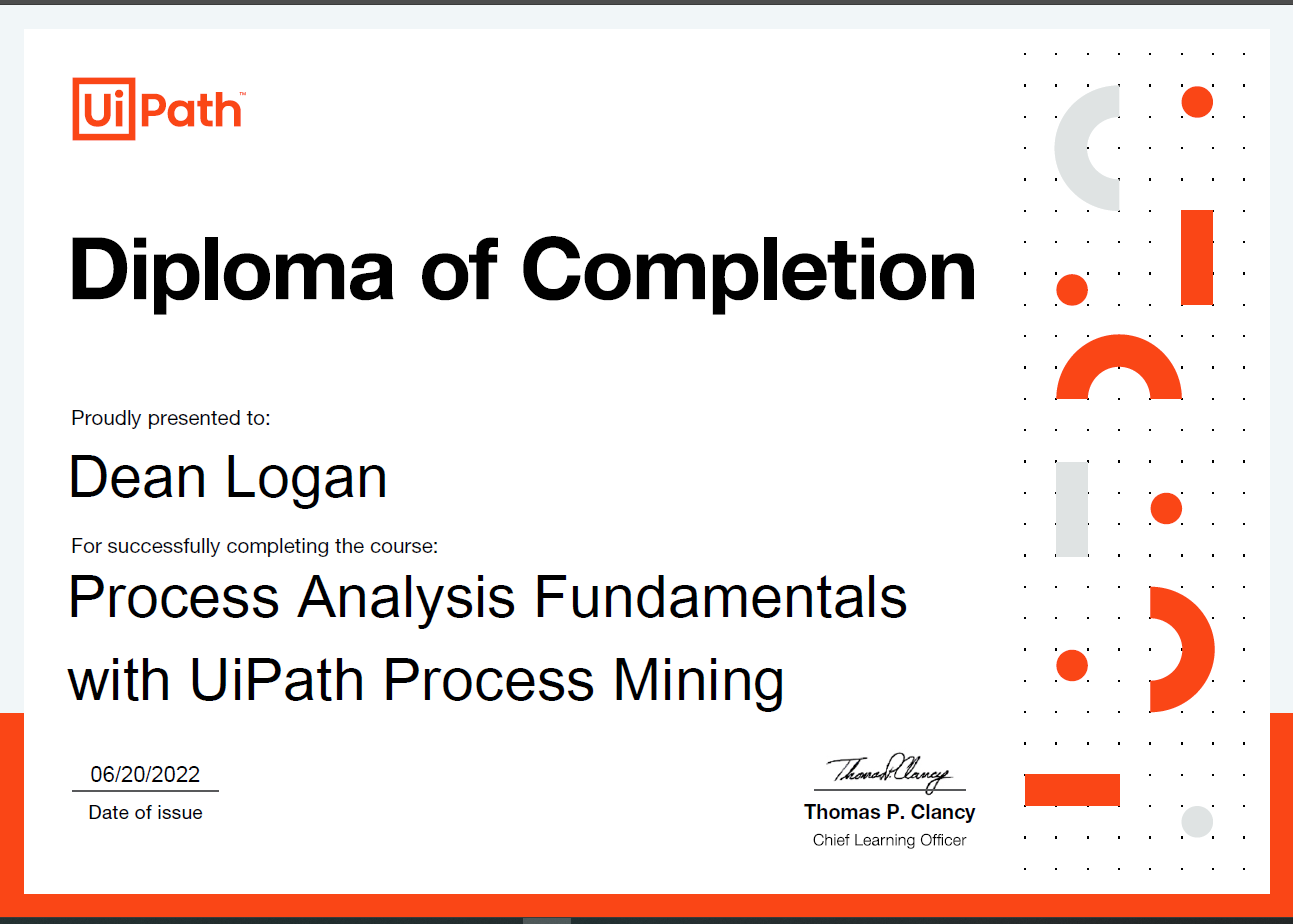 UiPath™
Diploma of Completion
Proudly presented to:
Dean Logan
For successfully completing the course:
Process Analysis Fundamentals
with UiPath Process Mining
06/20/2022
Date of issue
Thomas P. Clancy
Thomas P. Clancy
Chief Learning Officer